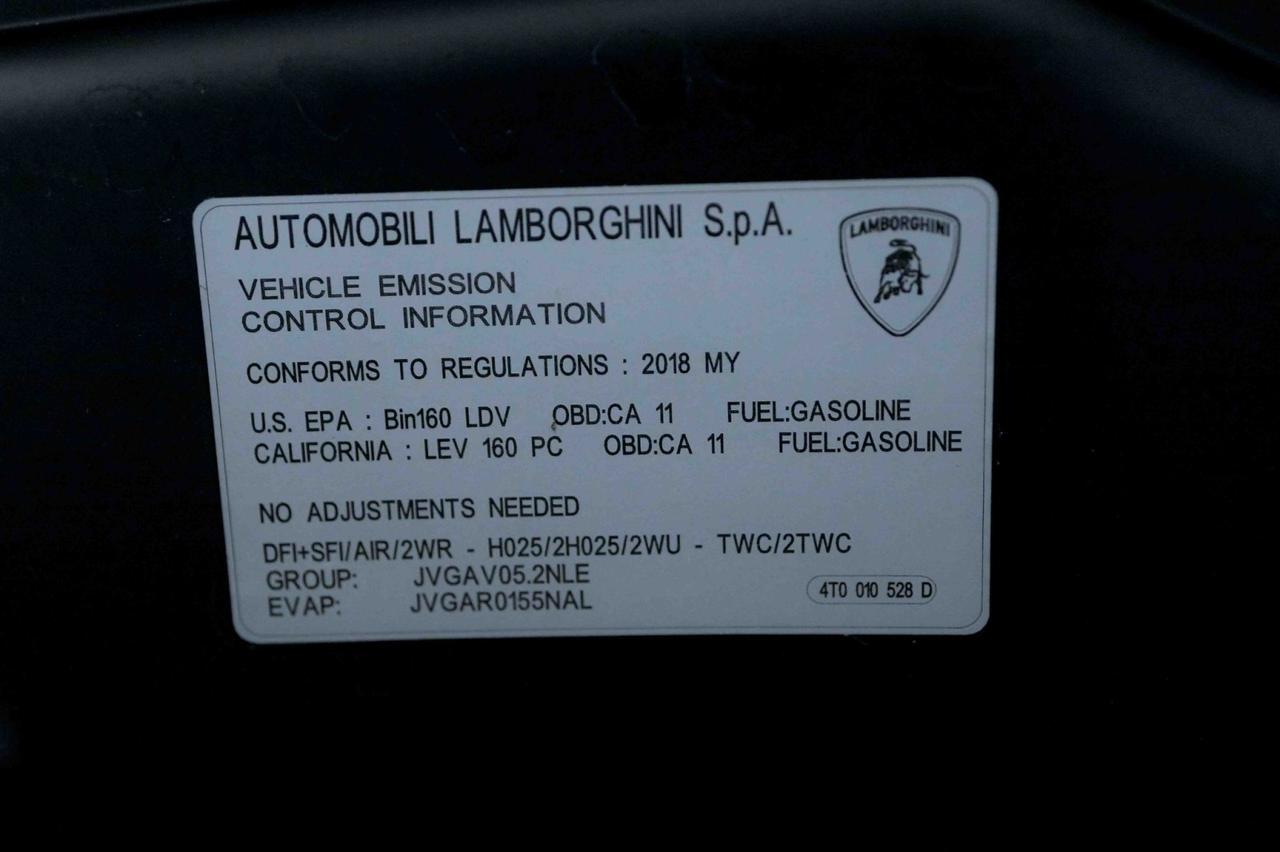 AUTOMOBILI LAMBORGHINI S.p.A.
LAMBORGHINI
VEHICLE EMISSION
CONTROL INFORMATION
CONFORMS TO REGULATIONS : 2018 MY
U.S. EPA : Bin160 LDV OBD:CA 11 FUEL:GASOLINE
CALIFORNIA : LEV 160 PC OBD:CA 11 FUEL:GASOLINE
NO ADJUSTMENTS NEEDED
DFI+SFI/AIR/2WR - HO25/2HO25/2WU - TWC/2TWC
GROUP: JVGAV05.2NLE
EVAP: JVGAR0155NAL
4T0 010 528 D